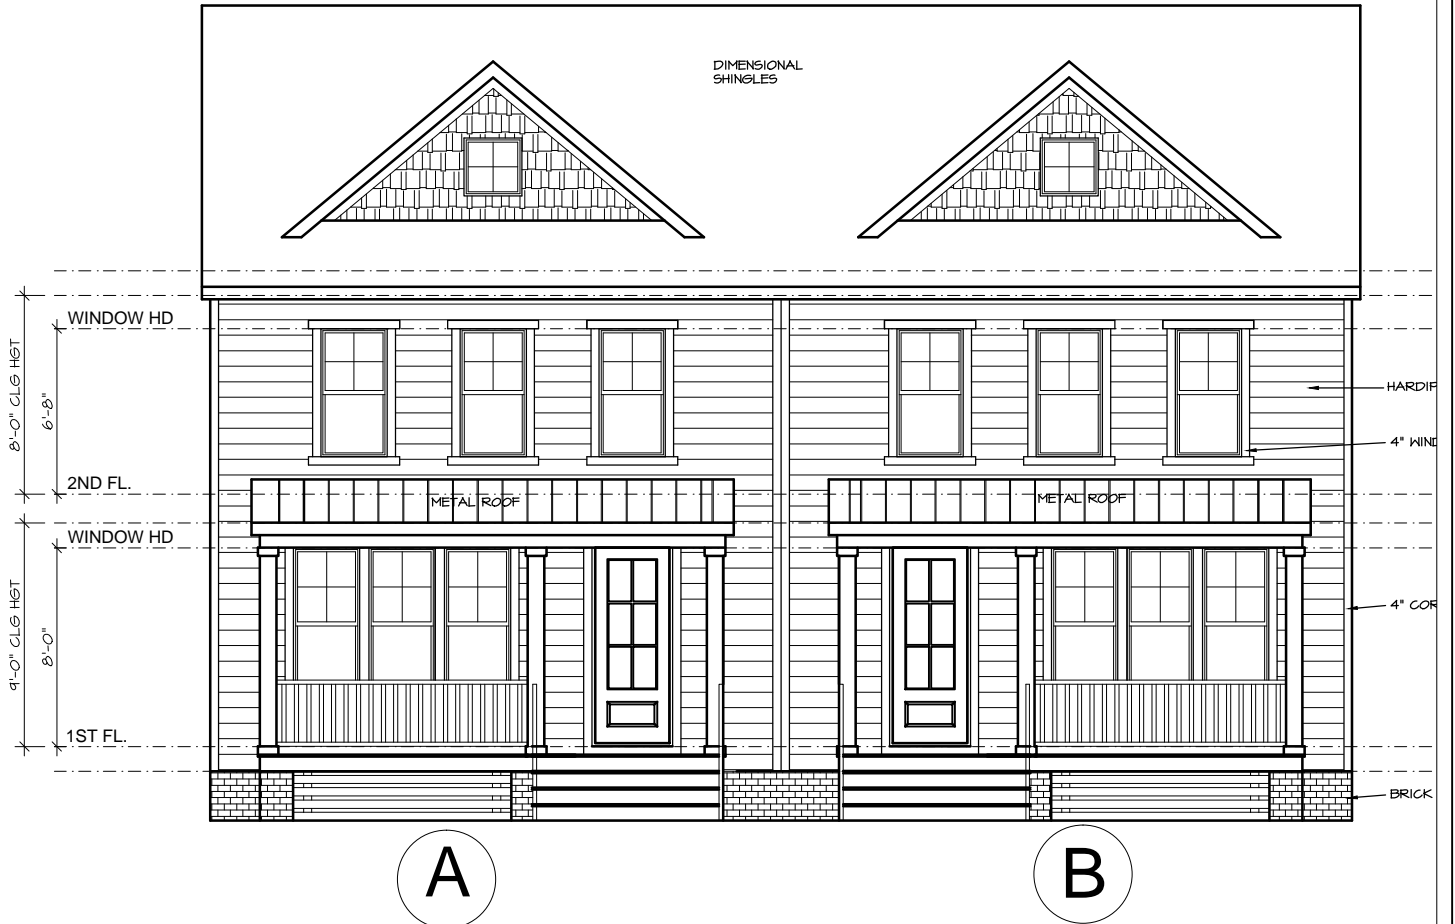 DIMENSIONAL
SHINGLES
WINDOW HD
8'-0" CLG HGT
6'-8"
HARDIP
4" WIND
2ND FL.
METAL ROOF
METAL ROOF
WINDOW HD
9'-0" CLG HGT
8'-0"
4" COR
1ST FL.
BRICK
A
B